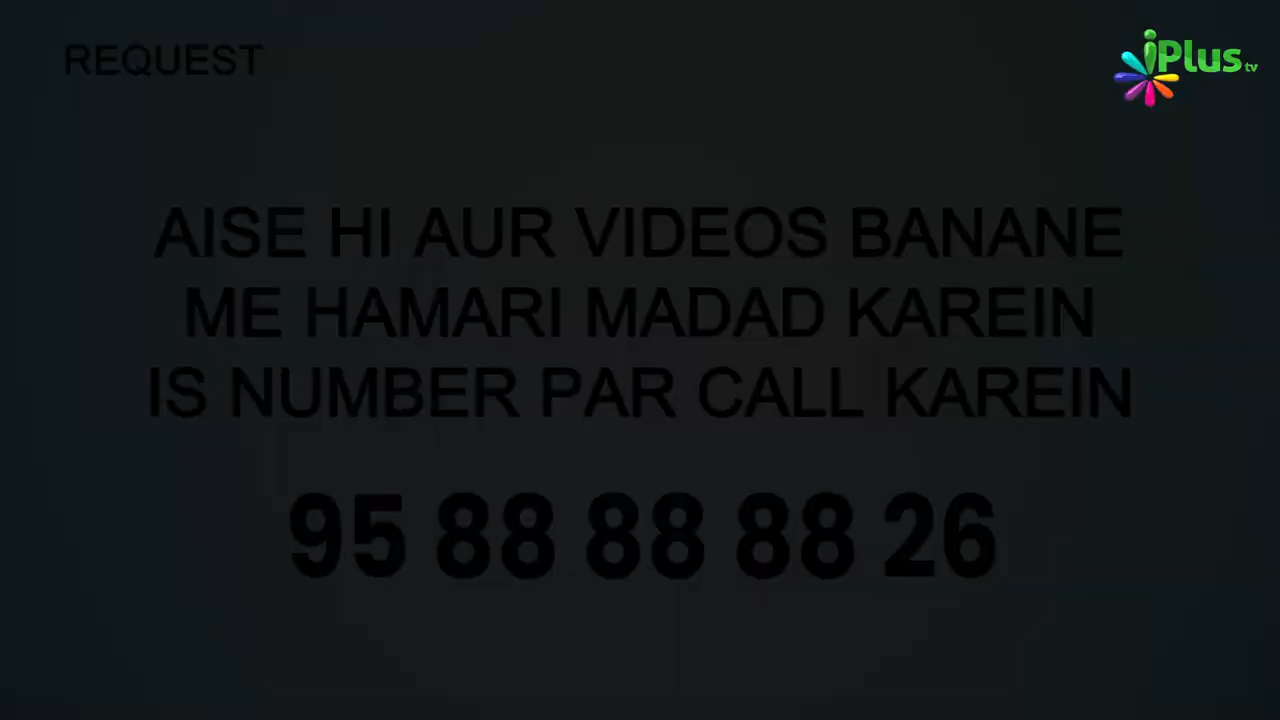 REQUEST
iPlus tv
AISE HI AUR VIDEOS BANANE
ME HAMARI MADAD KAREIN
IS NUMBER PAR CALL KAREIN
95 88 88 88 26